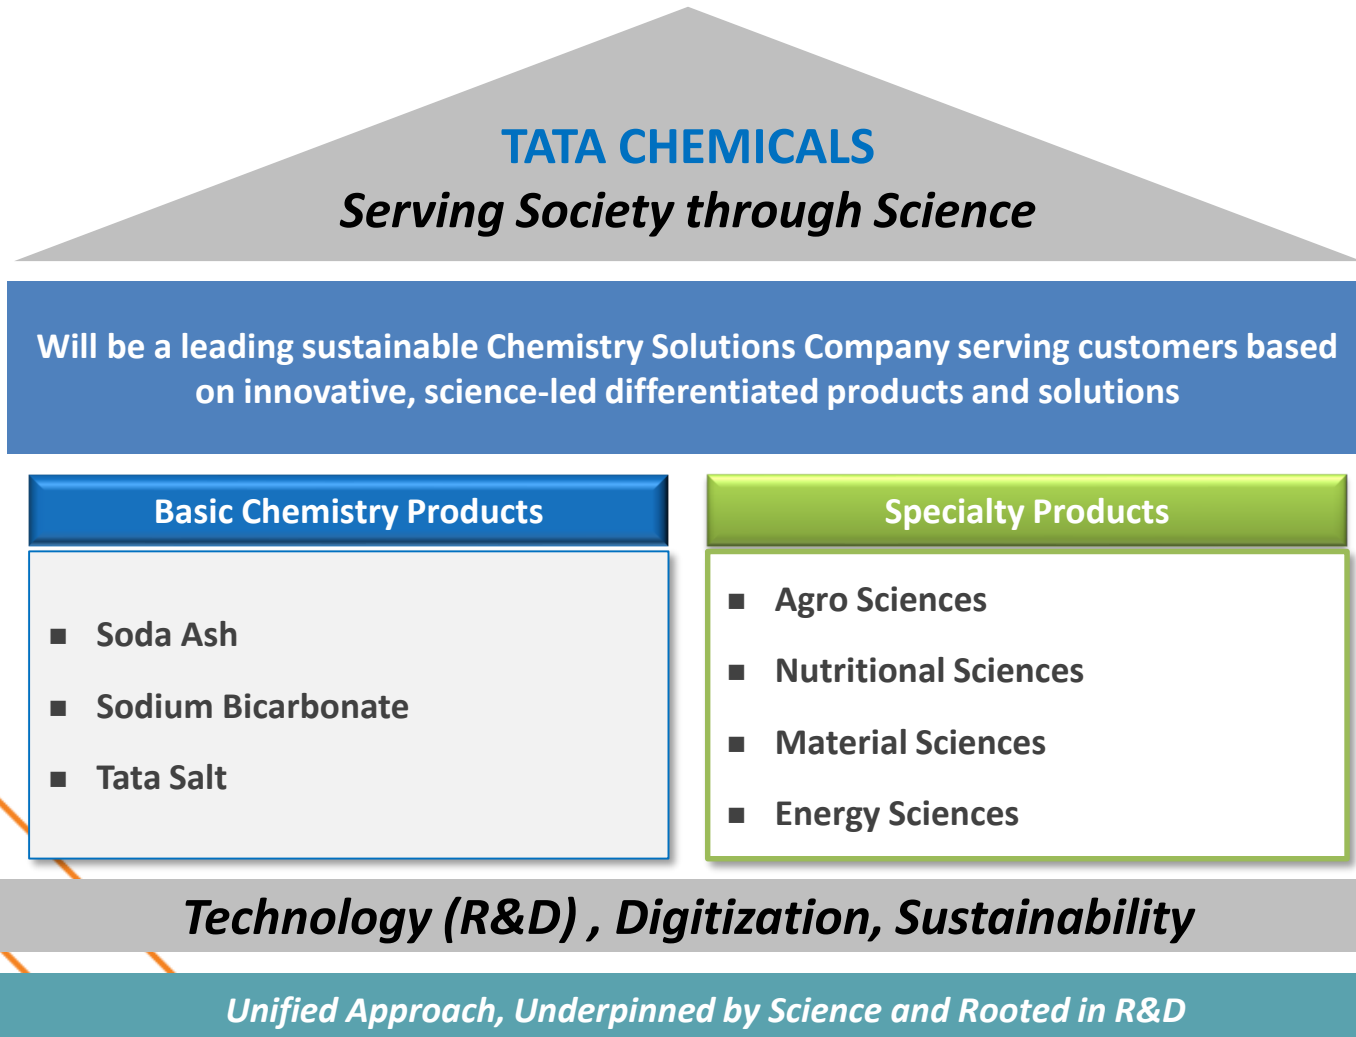 TATA CHEMICALS
Serving Society through Science
Will be a leading sustainable Chemistry Solutions Company serving customers based
on innovative, science-led differentiated products and solutions
Basic Chemistry Products
■ Soda Ash
■ Sodium Bicarbonate
■ Tata Salt
Specialty Products
■ Agro Sciences
■ Nutritional Sciences
■ Material Sciences
■ Energy Sciences
Technology (R&D) , Digitization, Sustainability
Unified Approach, Underpinned by Science and Rooted in R&D